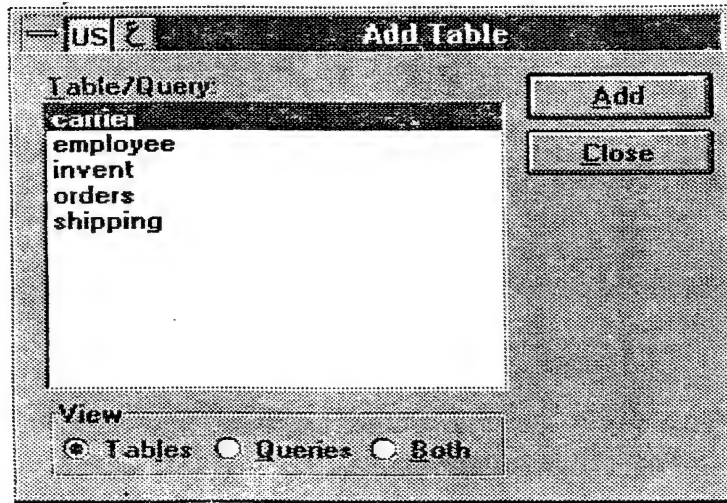 US ع Add Table
Table/Query:
carrier
employee
invent
orders
shipping
Add
Close
View
Tables Queries Both